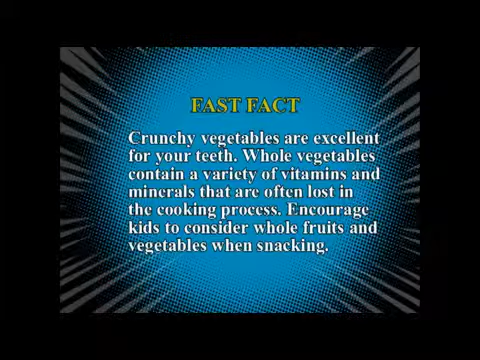 FAST FACT
Crunchy vegetables are excellent
for your teeth. Whole vegetables
contain a variety of vitamins and
minerals that are often lost in
the cooking process. Encourage
kids to consider whole fruits and
vegetables when snacking.